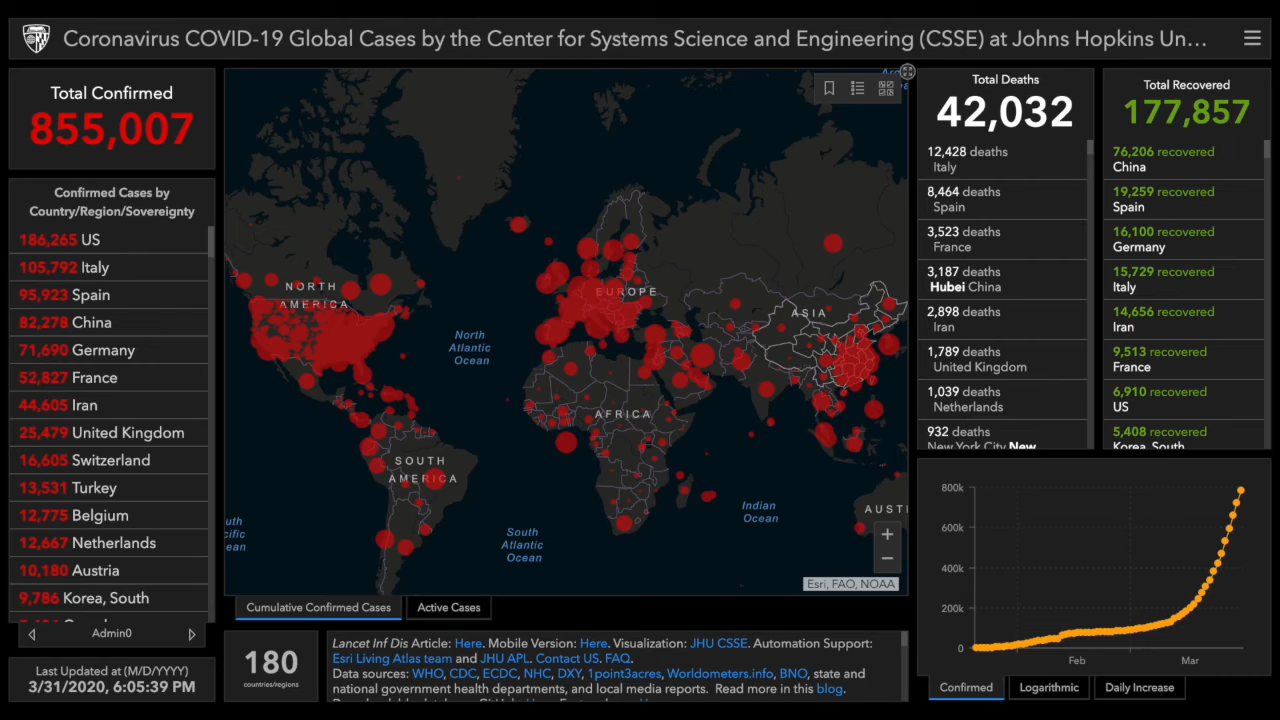 Coronavirus COVID-19 Global Cases by the Center for Systems Science and Engineering (CSSE) at Johns Hopkins Un...
Total Confirmed
855,007
Confirmed Cases by
Country/Region/Sovereignty
186,265 US
105,792 Italy
95,923 Spain
82,278 China
71,690 Germany
52,827 France
44,605 Iran
25,479 United Kingdom
16,605 Switzerland
13,531 Turkey
12,775 Belgium
12,667 Netherlands
10,180 Austria
9,786 Korea, South
Admin0
Last Updated at (M/D/YYYY)
3/31/2020, 6:05:39 PM
NORTH
AMERICA
North
Atlantic
Ocean
EUROPE
ASIA
AFRICA
SOUTH
AMERICA
uth
cific
ean
South
Atlantic
Ocean
Indian
Ocean
AUST
+
−
Esri, FAO, NOAA
Cumulative Confirmed Cases
Active Cases
180
countries/regions
Lancet Inf Dis Article: Here. Mobile Version: Here. Visualization: JHU CSSE. Automation Support:
Esri Living Atlas team and JHU APL. Contact US. FAQ.
Data sources: WHO, CDC, ECDC, NHC, DXY, 1point3acres, Worldometers.info, BNO, state and
national government health departments, and local media reports. Read more in this blog.
Total Deaths
42,032
12,428 deaths
Italy
8,464 deaths
Spain
3,523 deaths
France
3,187 deaths
Hubei China
2,898 deaths
Iran
1,789 deaths
United Kingdom
1,039 deaths
Netherlands
932 deaths
New York City New
Total Recovered
177,857
76,206 recovered
China
19,259 recovered
Spain
16,100 recovered
Germany
15,729 recovered
Italy
14,656 recovered
Iran
9,513 recovered
France
6,910 recovered
US
5,408 recovered
Korea, South
800k
600k
400k
200k
0
Feb
Mar
Confirmed
Logarithmic
Daily Increase